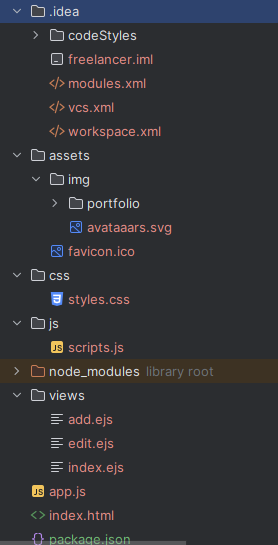 .idea
codeStyles
freelancer.iml
modules.xml
vcs.xml
workspace.xml
assets
img
portfolio
avataaars.svg
favicon.ico
css
styles.css
js
scripts.js
node_modules library root
views
add.ejs
edit.ejs
index.ejs
app.js
index.html
package.json